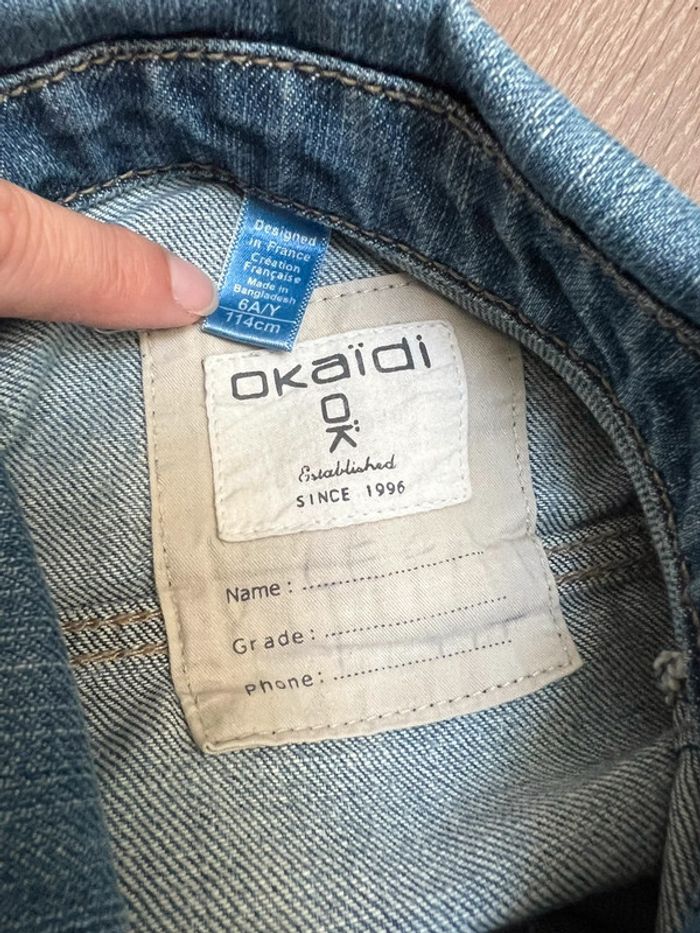 Designed
in France
Création
Française
Made in
Bangladesh
6A/Y
114cm
okaïdi
OK:
Established
SINCE 1996
Name : ........................................
Grade: ........................................
Phone: ........................................